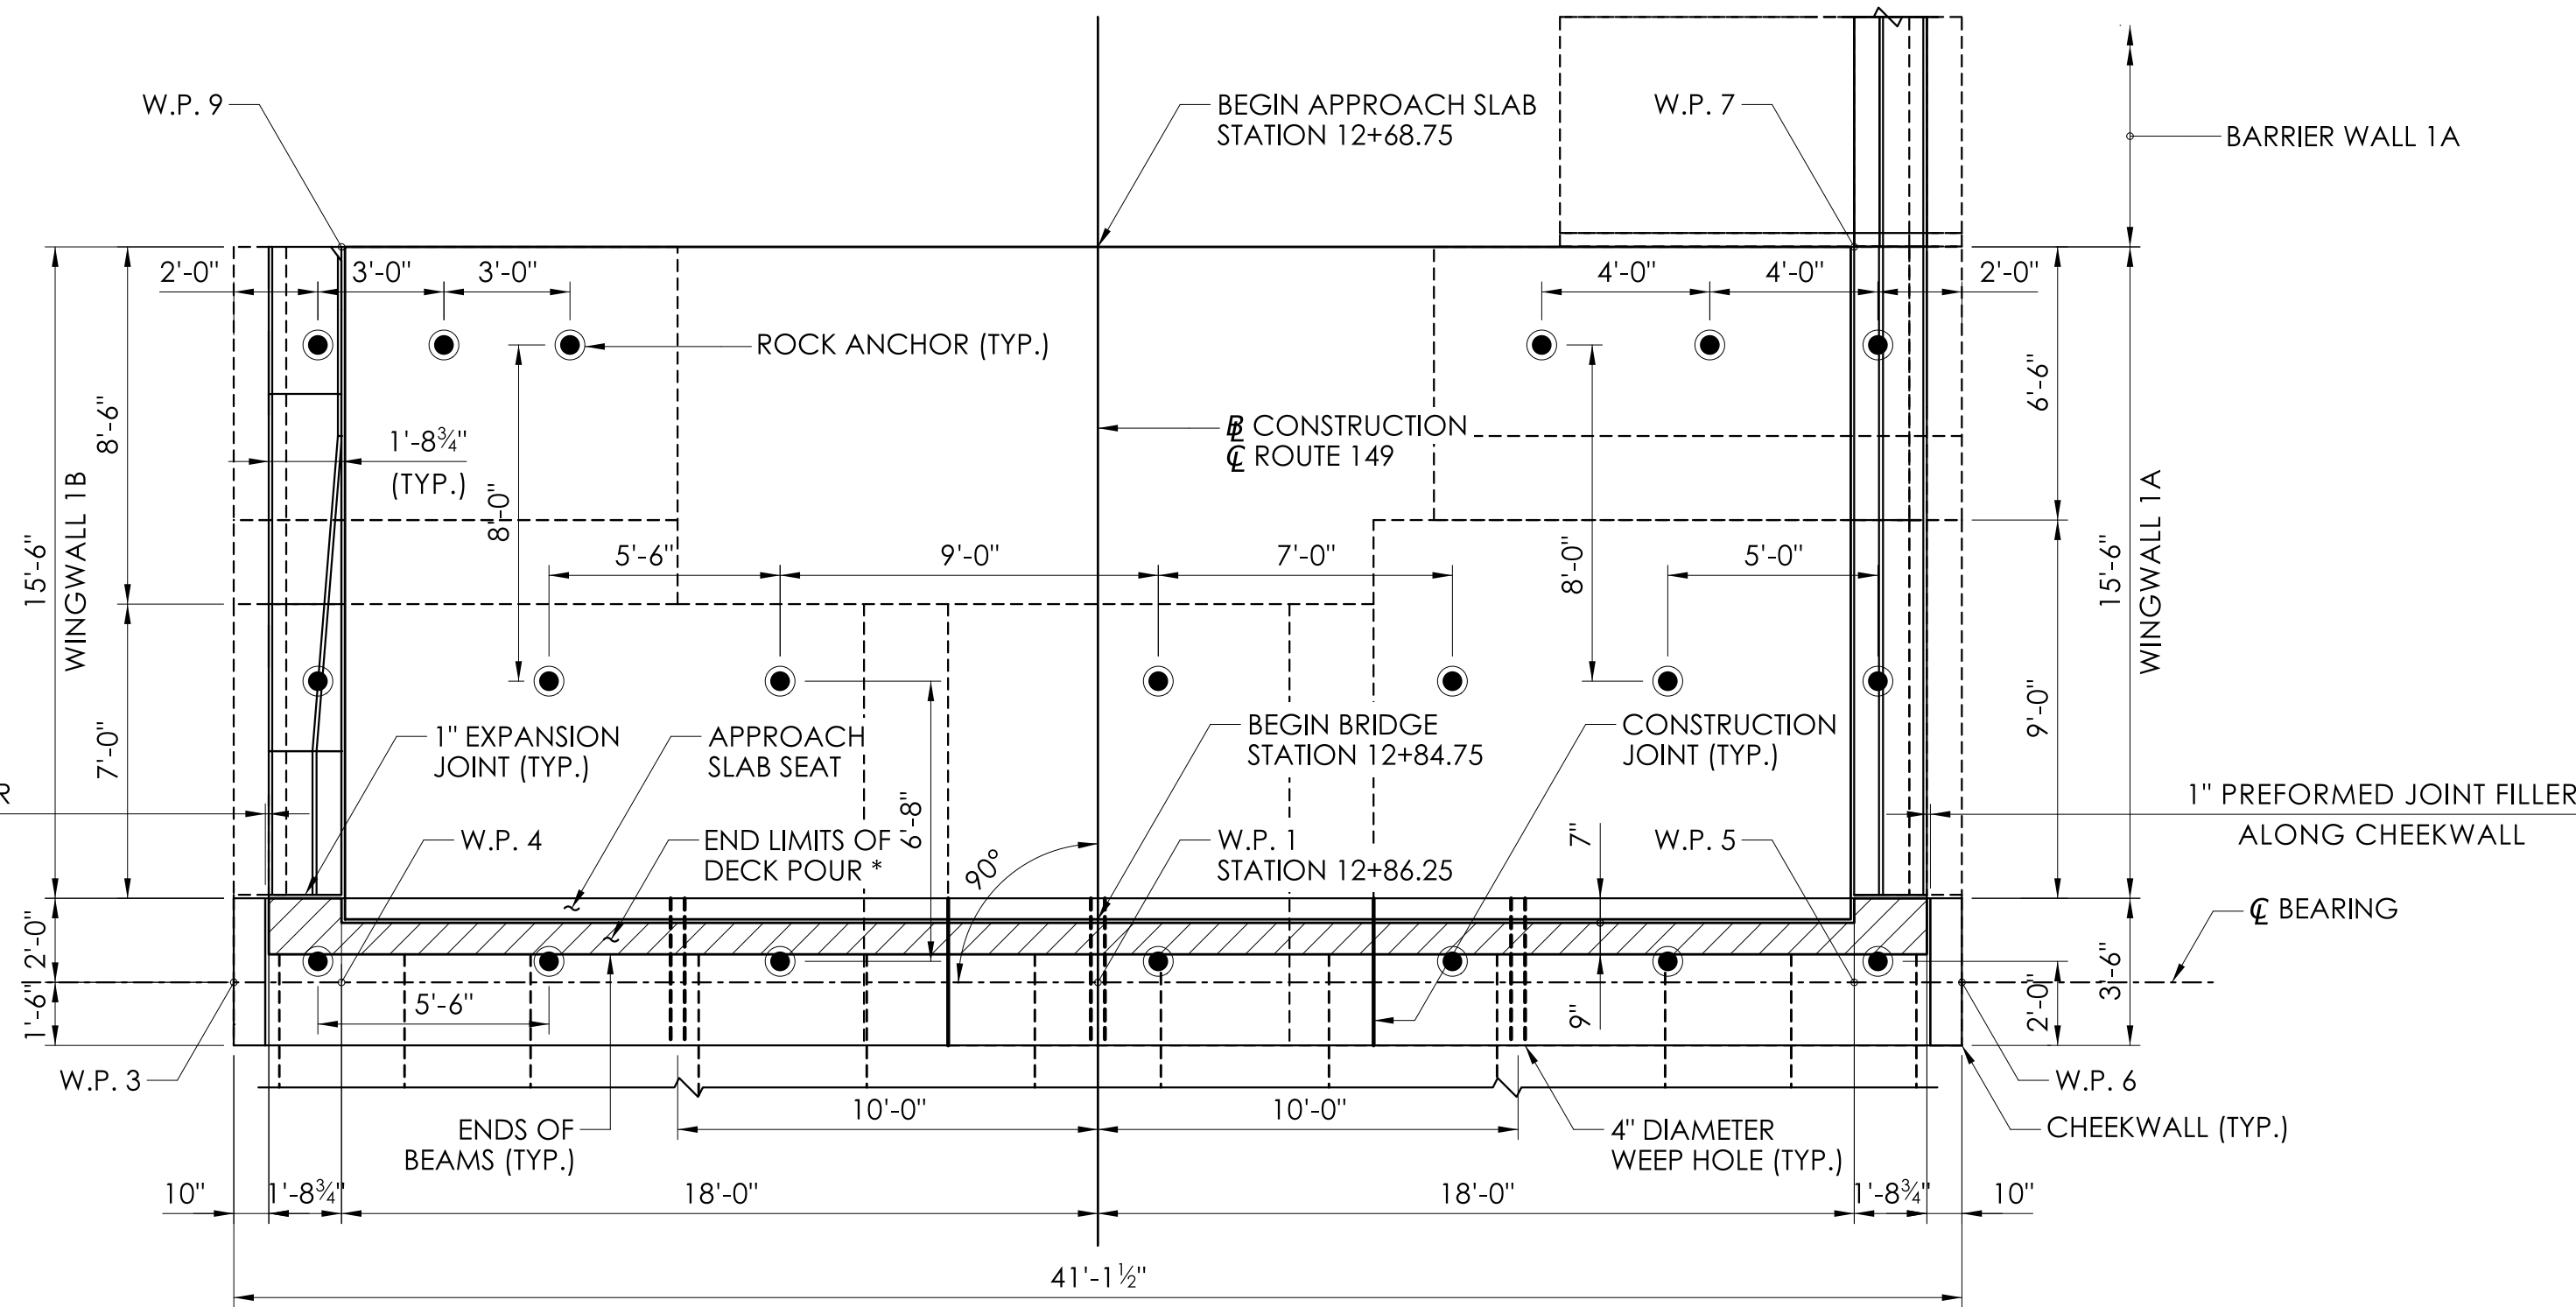 W.P. 9
BEGIN APPROACH SLAB
STATION 12+68.75
W.P. 7
BARRIER WALL 1A
2'-0"
3'-0"
3'-0"
4'-0"
4'-0"
2'-0"
ROCK ANCHOR (TYP.)
8'-6"
1'-8¾"
(TYP.)
℄ CONSTRUCTION
℄ ROUTE 149
6'-6"
15'-6"
WINGWALL 1B
8'-0"
5'-6"
9'-0"
7'-0"
8'-0"
5'-0"
15'-6"
WINGWALL 1A
7'-0"
1" EXPANSION
JOINT (TYP.)
APPROACH
SLAB SEAT
BEGIN BRIDGE
STATION 12+84.75
CONSTRUCTION
JOINT (TYP.)
9'-0"
R
1" PREFORMED JOINT FILLER
ALONG CHEEKWALL
W.P. 4
END LIMITS OF
DECK POUR *
6'-8"
90°
W.P. 1
STATION 12+86.25
7"
W.P. 5
2'-0"
1'-6"
5'-6"
9"
2'-0"
3'-6"
℄ BEARING
W.P. 3
W.P. 6
10'-0"
10'-0"
ENDS OF
BEAMS (TYP.)
4" DIAMETER
WEEP HOLE (TYP.)
CHEEKWALL (TYP.)
10"
1'-8¾"
18'-0"
18'-0"
1'-8¾"
10"
41'-1½"